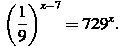 (1/9)^{x−7} = 729^x.